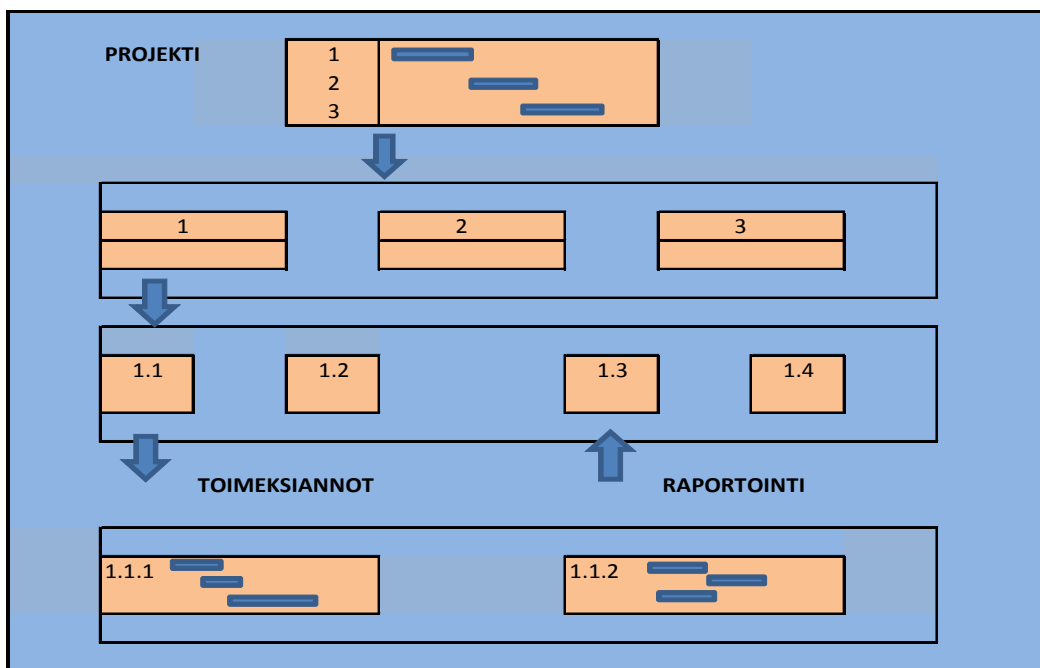 PROJEKTI
1
2
3
1 2 3
1.1 1.2 1.3 1.4
TOIMEKSIANNOT RAPORTOINTI
1.1.1 1.1.2